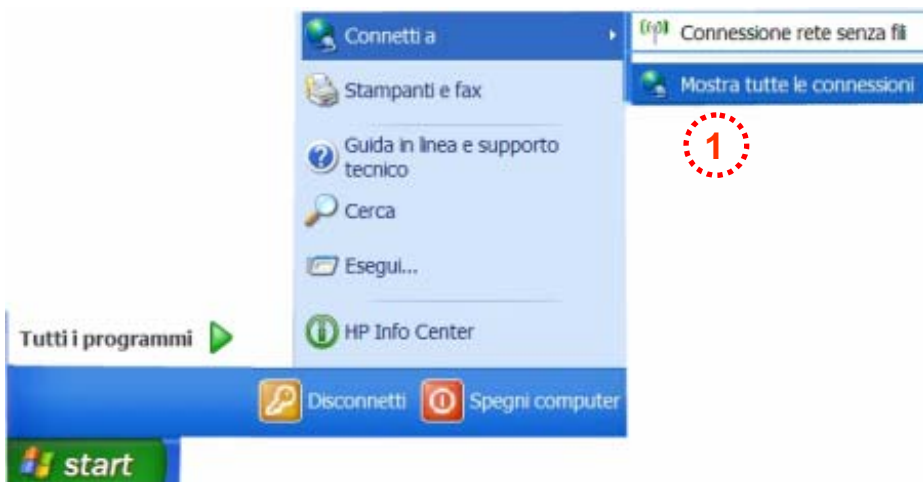 Connetti a
Connessione rete senza fili
Mostra tutte le connessioni
1
Stampanti e fax
Guida in linea e supporto
tecnico
Cerca
Esegui...
Tutti i programmi
HP Info Center
Disconnetti
Spegni computer
start